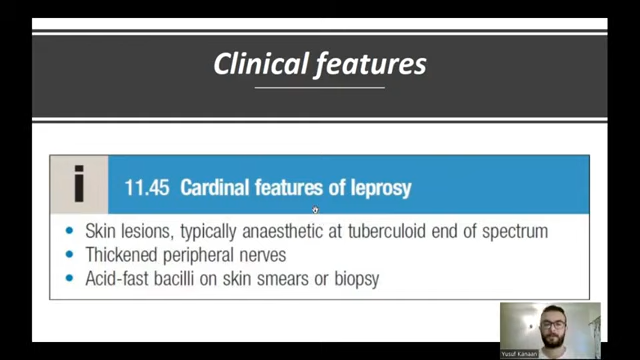 Clinical features
i
11.45 Cardinal features of leprosy
• Skin lesions, typically anaesthetic at tuberculoid end of spectrum
• Thickened peripheral nerves
• Acid-fast bacilli on skin smears or biopsy
Yusuf Kanaan